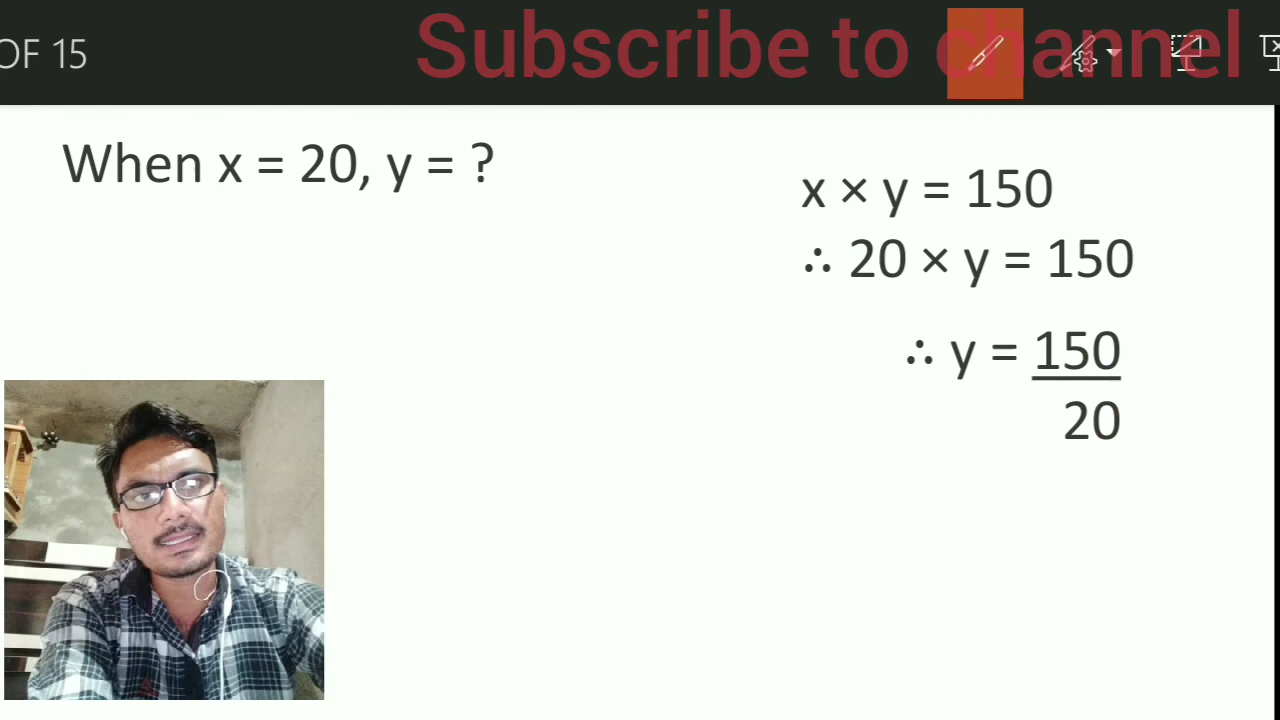 OF 15
Subscribe to channel
When x = 20, y = ?
x × y = 150
∴ 20 × y = 150
∴ y = 150
20